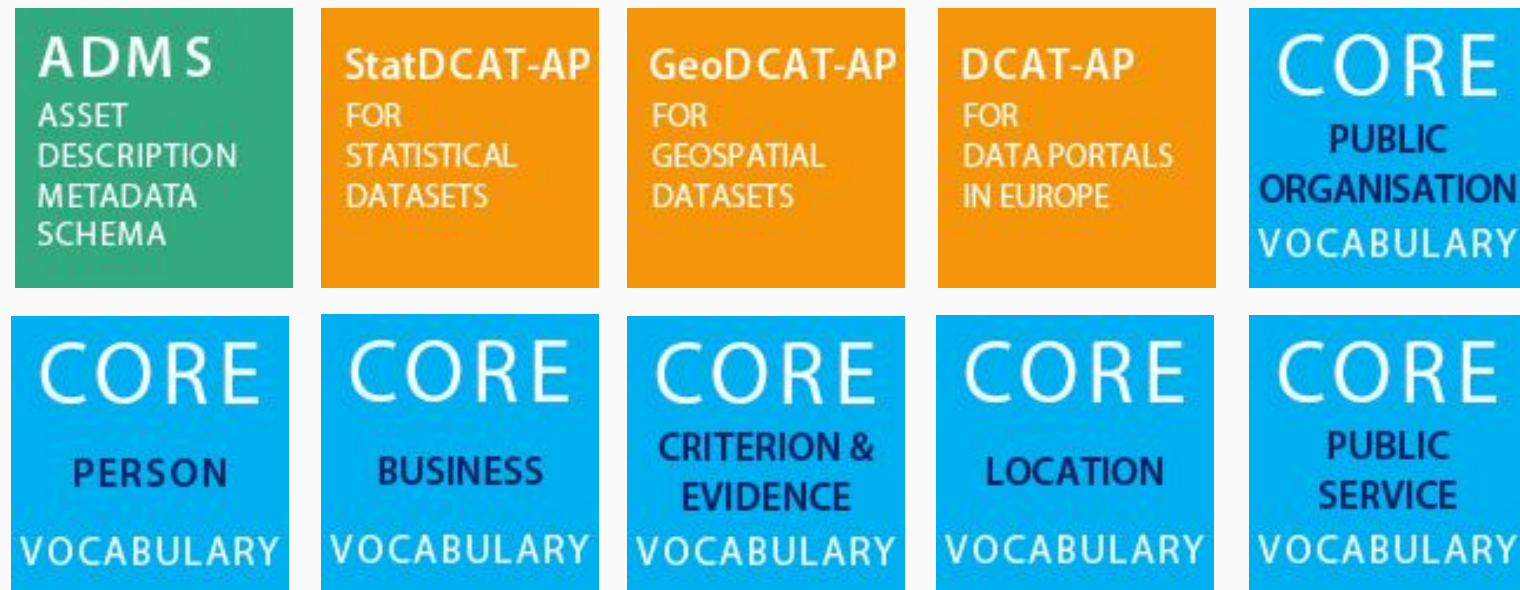 ADMS
ASSET
DESCRIPTION
METADATA
SCHEMA
StatDCAT-AP
FOR
STATISTICAL
DATASETS
GeoDCAT-AP
FOR
GEOSPATIAL
DATASETS
DCAT-AP
FOR
DATA PORTALS
IN EUROPE
CORE
PUBLIC
ORGANISATION
VOCABULARY
CORE
PERSON
VOCABULARY
CORE
BUSINESS
VOCABULARY
CORE
CRITERION &
EVIDENCE
VOCABULARY
CORE
LOCATION
VOCABULARY
CORE
PUBLIC
SERVICE
VOCABULARY